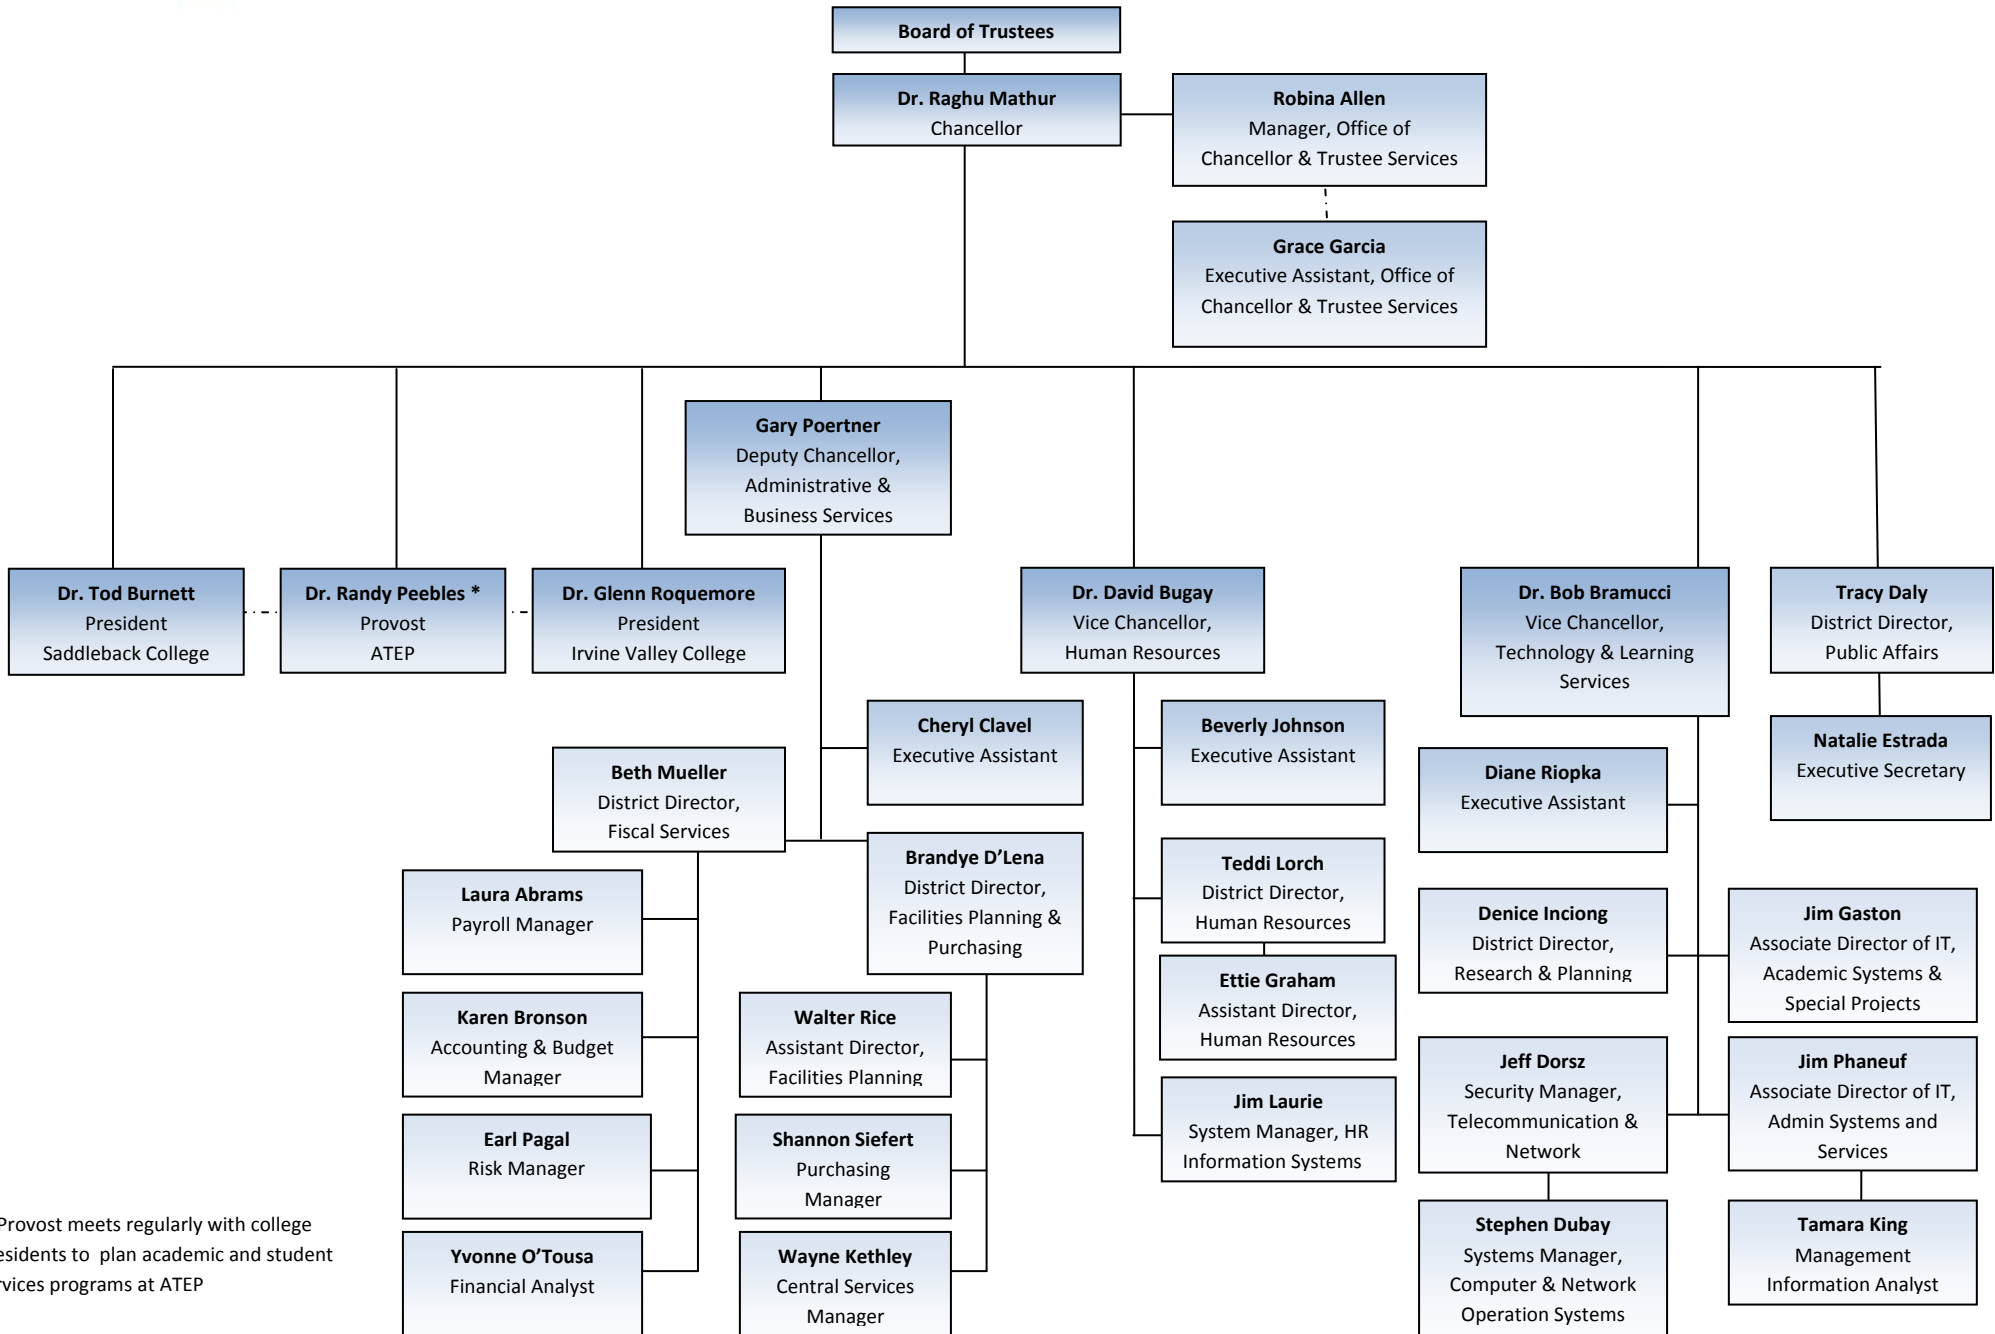 Board of Trustees
Dr. Raghu Mathur
Chancellor
Robina Allen
Manager, Office of
Chancellor & Trustee Services
Grace Garcia
Executive Assistant, Office of
Chancellor & Trustee Services
Gary Poertner
Deputy Chancellor,
Administrative &
Business Services
Dr. Tod Burnett
President
Saddleback College
Dr. Randy Peebles *
Provost
ATEP
Dr. Glenn Roquemore
President
Irvine Valley College
Dr. David Bugay
Vice Chancellor,
Human Resources
Dr. Bob Bramucci
Vice Chancellor,
Technology & Learning
Services
Tracy Daly
District Director,
Public Affairs
Cheryl Clavel
Executive Assistant
Beverly Johnson
Executive Assistant
Natalie Estrada
Executive Secretary
Beth Mueller
District Director,
Fiscal Services
Diane Riopka
Executive Assistant
Brandye D’Lena
District Director,
Facilities Planning &
Purchasing
Teddi Lorch
District Director,
Human Resources
Laura Abrams
Payroll Manager
Denice Inciong
District Director,
Research & Planning
Jim Gaston
Associate Director of IT,
Academic Systems &
Special Projects
Ettie Graham
Assistant Director,
Human Resources
Karen Bronson
Accounting & Budget
Manager
Walter Rice
Assistant Director,
Facilities Planning
Jeff Dorsz
Security Manager,
Telecommunication &
Network
Jim Phaneuf
Associate Director of IT,
Admin Systems and
Services
Jim Laurie
System Manager, HR
Information Systems
Earl Pagal
Risk Manager
Shannon Siefert
Purchasing
Manager
Stephen Dubay
Systems Manager,
Computer & Network
Operation Systems
Tamara King
Management
Information Analyst
Yvonne O’Tousa
Financial Analyst
Wayne Kethley
Central Services
Manager
Provost meets regularly with college
esidents to plan academic and student
rvices programs at ATEP